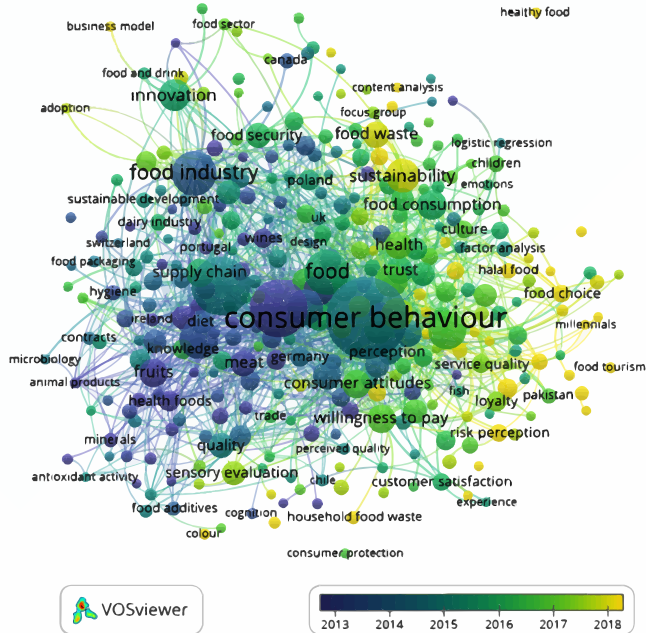 healthy food
business model
food sector
canada
food and drink
content analysis
innovation
adoption
focus group
food security
food waste
logistic regression
children
food industry
poland
sustainability
emotions
sustainable development
food consumption
uk
dairy industry
culture
switzerland
wines
design
portugal
health
factor analysis
food packaging
supply chain
food
trust
halal food
hygiene
food choice
ireland
diet
consumer behaviour
millennials
contracts
knowledge
germany
perception
microbiology
meat
service quality
food tourism
animal products
fruits
consumer attitudes
fish
pakistan
health foods
loyalty
trade
willingness to pay
risk perception
minerals
quality
perceived quality
antioxidant activity
sensory evaluation
chile
customer satisfaction
experience
food additives
cognition
household food waste
colour
consumer protection
VOSviewer
2013 2014 2015 2016 2017 2018